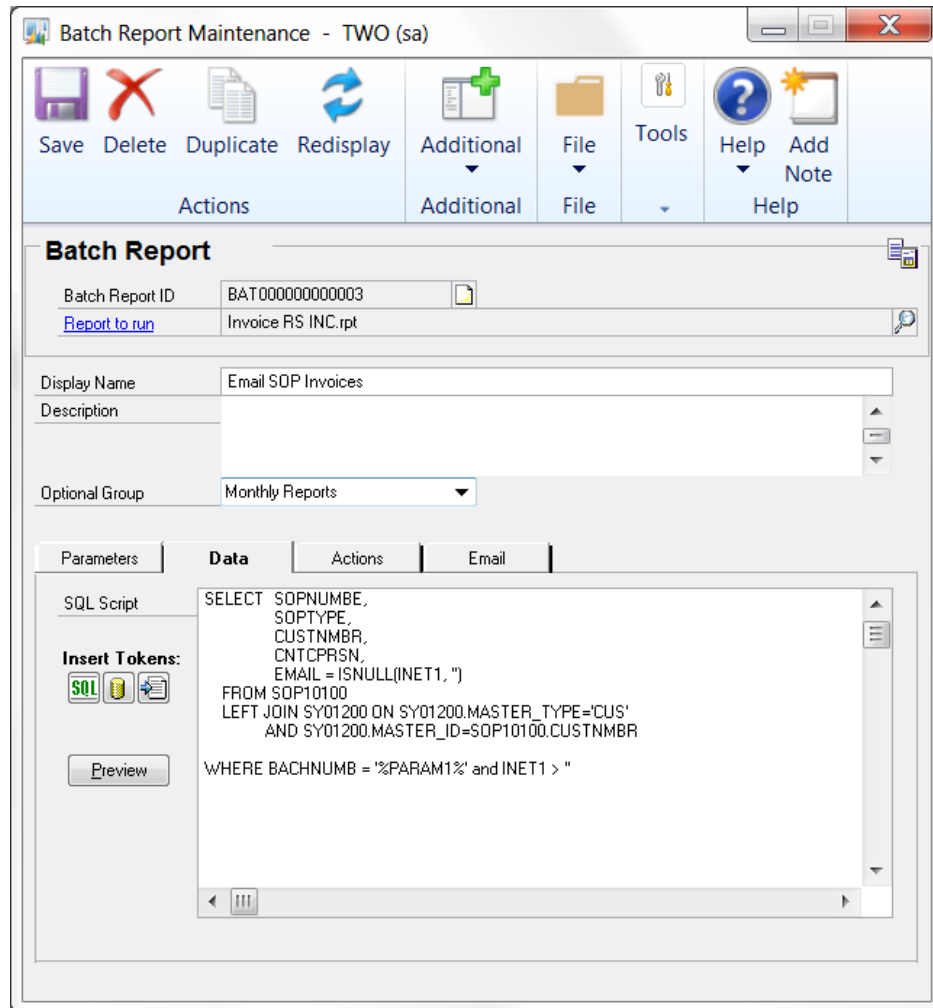 Batch Report Maintenance - TWO (sa)
Save Delete Duplicate Redisplay Additional File Tools Help Add Note
Actions Additional File Help
Batch Report
Batch Report ID BAT000000000003
Report to run Invoice RS INC.rpt
Display Name Email SOP Invoices
Description
Optional Group Monthly Reports
Parameters Data Actions Email
SQL Script
Insert Tokens:
SQL
Preview
SELECT SOPNUMBE,
SOPTYPE,
CUSTNMBR,
CNTCPRSN,
EMAIL = ISNULL(INET1, '')
FROM SOP10100
LEFT JOIN SY01200 ON SY01200.MASTER_TYPE='CUS'
AND SY01200.MASTER_ID=SOP10100.CUSTNMBR
WHERE BACHNUMB = '%PARAM1%' and INET1 > ''